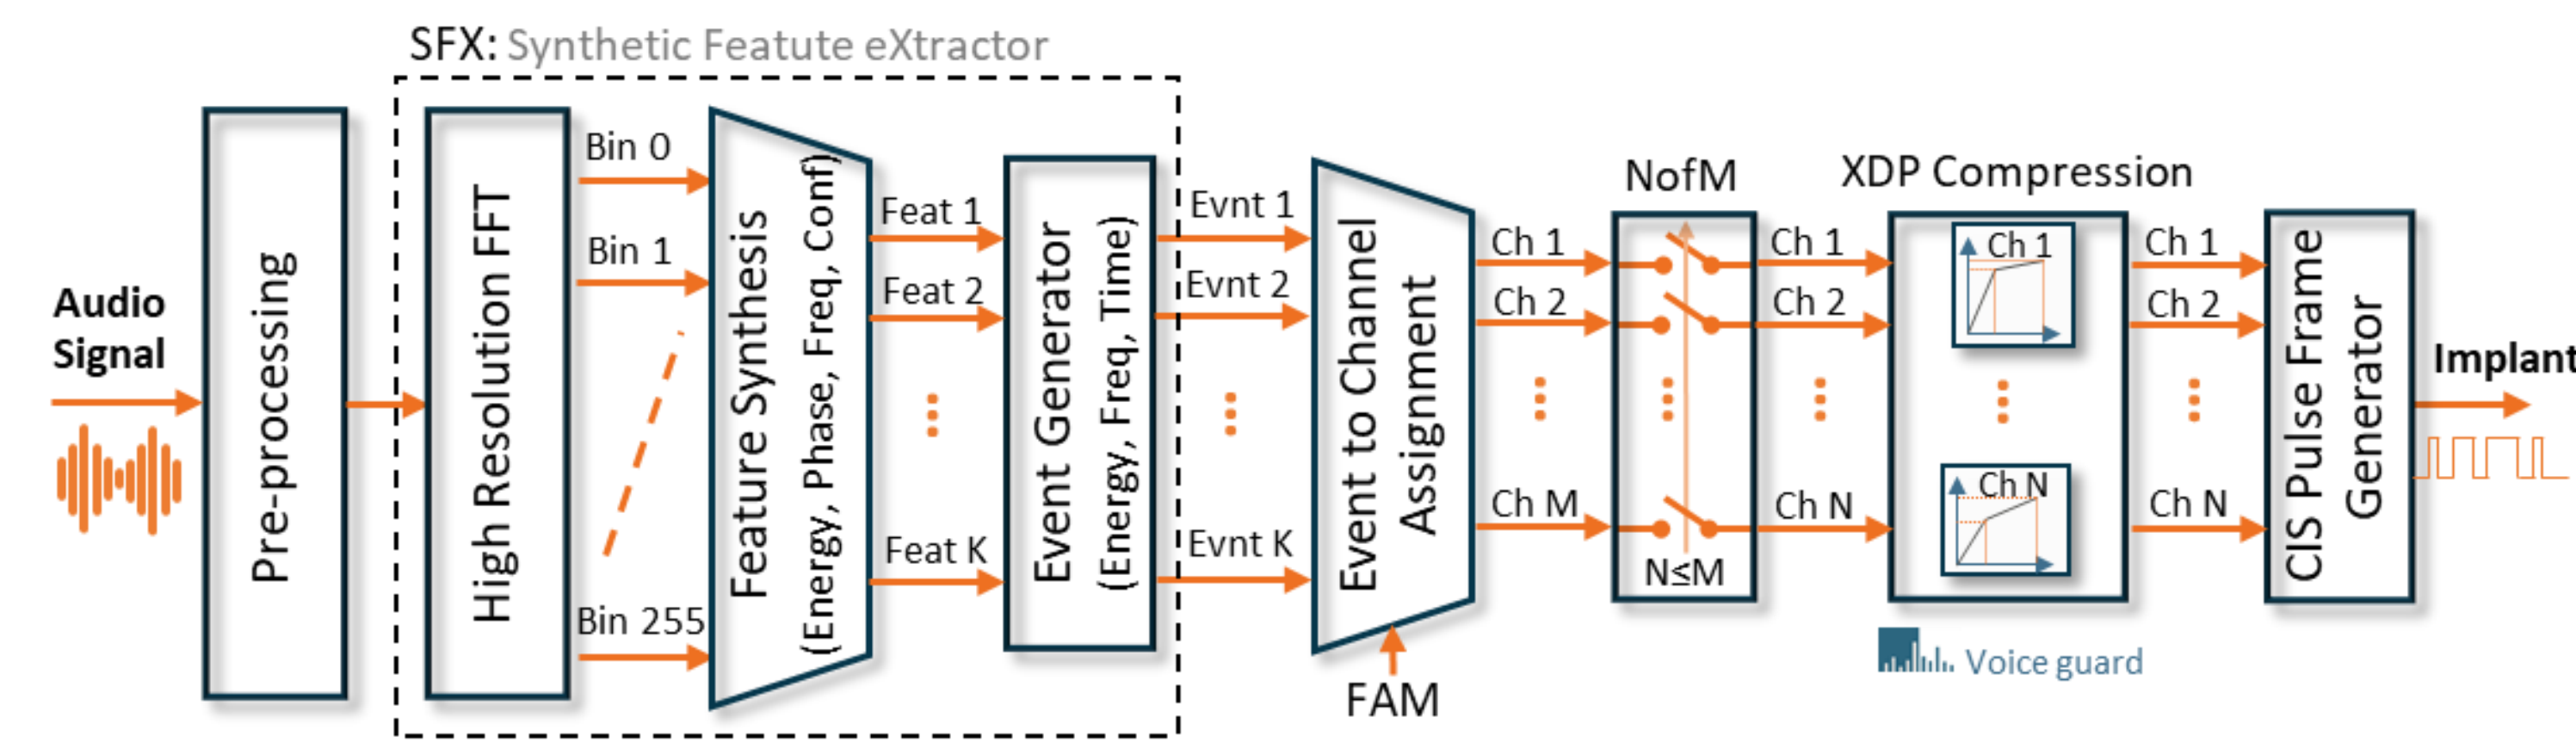 SFX: Synthetic Featute eXtractor
Audio
Signal
Pre-processing
High Resolution FFT
Bin 0
Bin 1
Bin 255
Feature Synthesis
(Energy, Phase, Freq, Conf)
Feat 1
Feat 2
Feat K
Event Generator
(Energy, Freq, Time)
Evnt 1
Evnt 2
Evnt K
Event to Channel
Assignment
FAM
Ch 1
Ch 2
Ch M
NofM
N≤M
Ch 1
Ch 2
Ch N
XDP Compression
Ch 1
Ch N
Voice guard
Ch 1
Ch 2
Ch N
CIS Pulse Frame
Generator
Implant